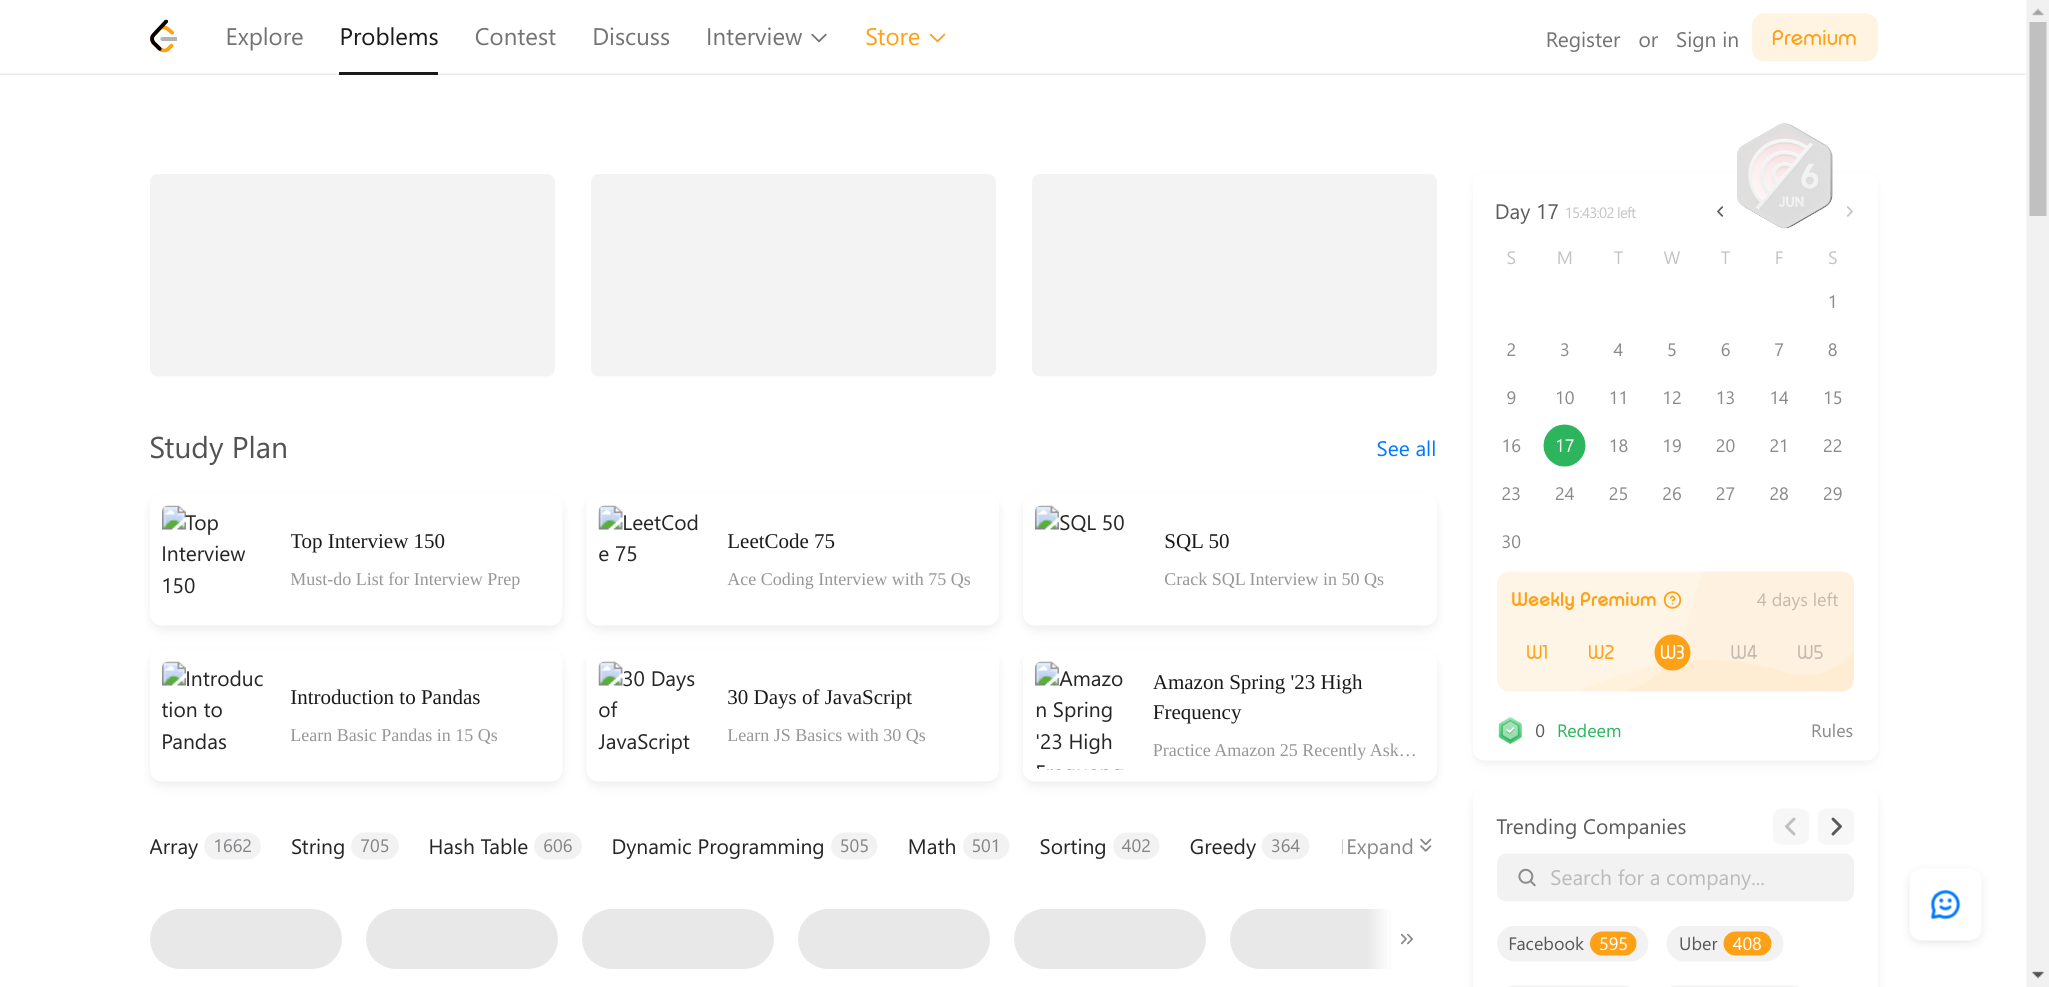 Explore Problems Contest Discuss Interview Store Register or Sign in Premium
6
JUN
Day 17 15:43:02 left
S M T W T F S
1
2 3 4 5 6 7 8
9 10 11 12 13 14 15
16 17 18 19 20 21 22
23 24 25 26 27 28 29
30
Weekly Premium 4 days left
W1 W2 W3 W4 W5
0 Redeem Rules
Study Plan See all
Top
Interview
150
Top Interview 150
Must-do List for Interview Prep
LeetCod
e 75
LeetCode 75
Ace Coding Interview with 75 Qs
SQL 50
SQL 50
Crack SQL Interview in 50 Qs
Introduc
tion to
Pandas
Introduction to Pandas
Learn Basic Pandas in 15 Qs
30 Days
of
JavaScript
30 Days of JavaScript
Learn JS Basics with 30 Qs
Amazo
n Spring
'23 High
Amazon Spring '23 High
Frequency
Practice Amazon 25 Recently Ask...
Array 1662 String 705 Hash Table 606 Dynamic Programming 505 Math 501 Sorting 402 Greedy 364 Expand
Trending Companies
Search for a company...
Facebook 595 Uber 408